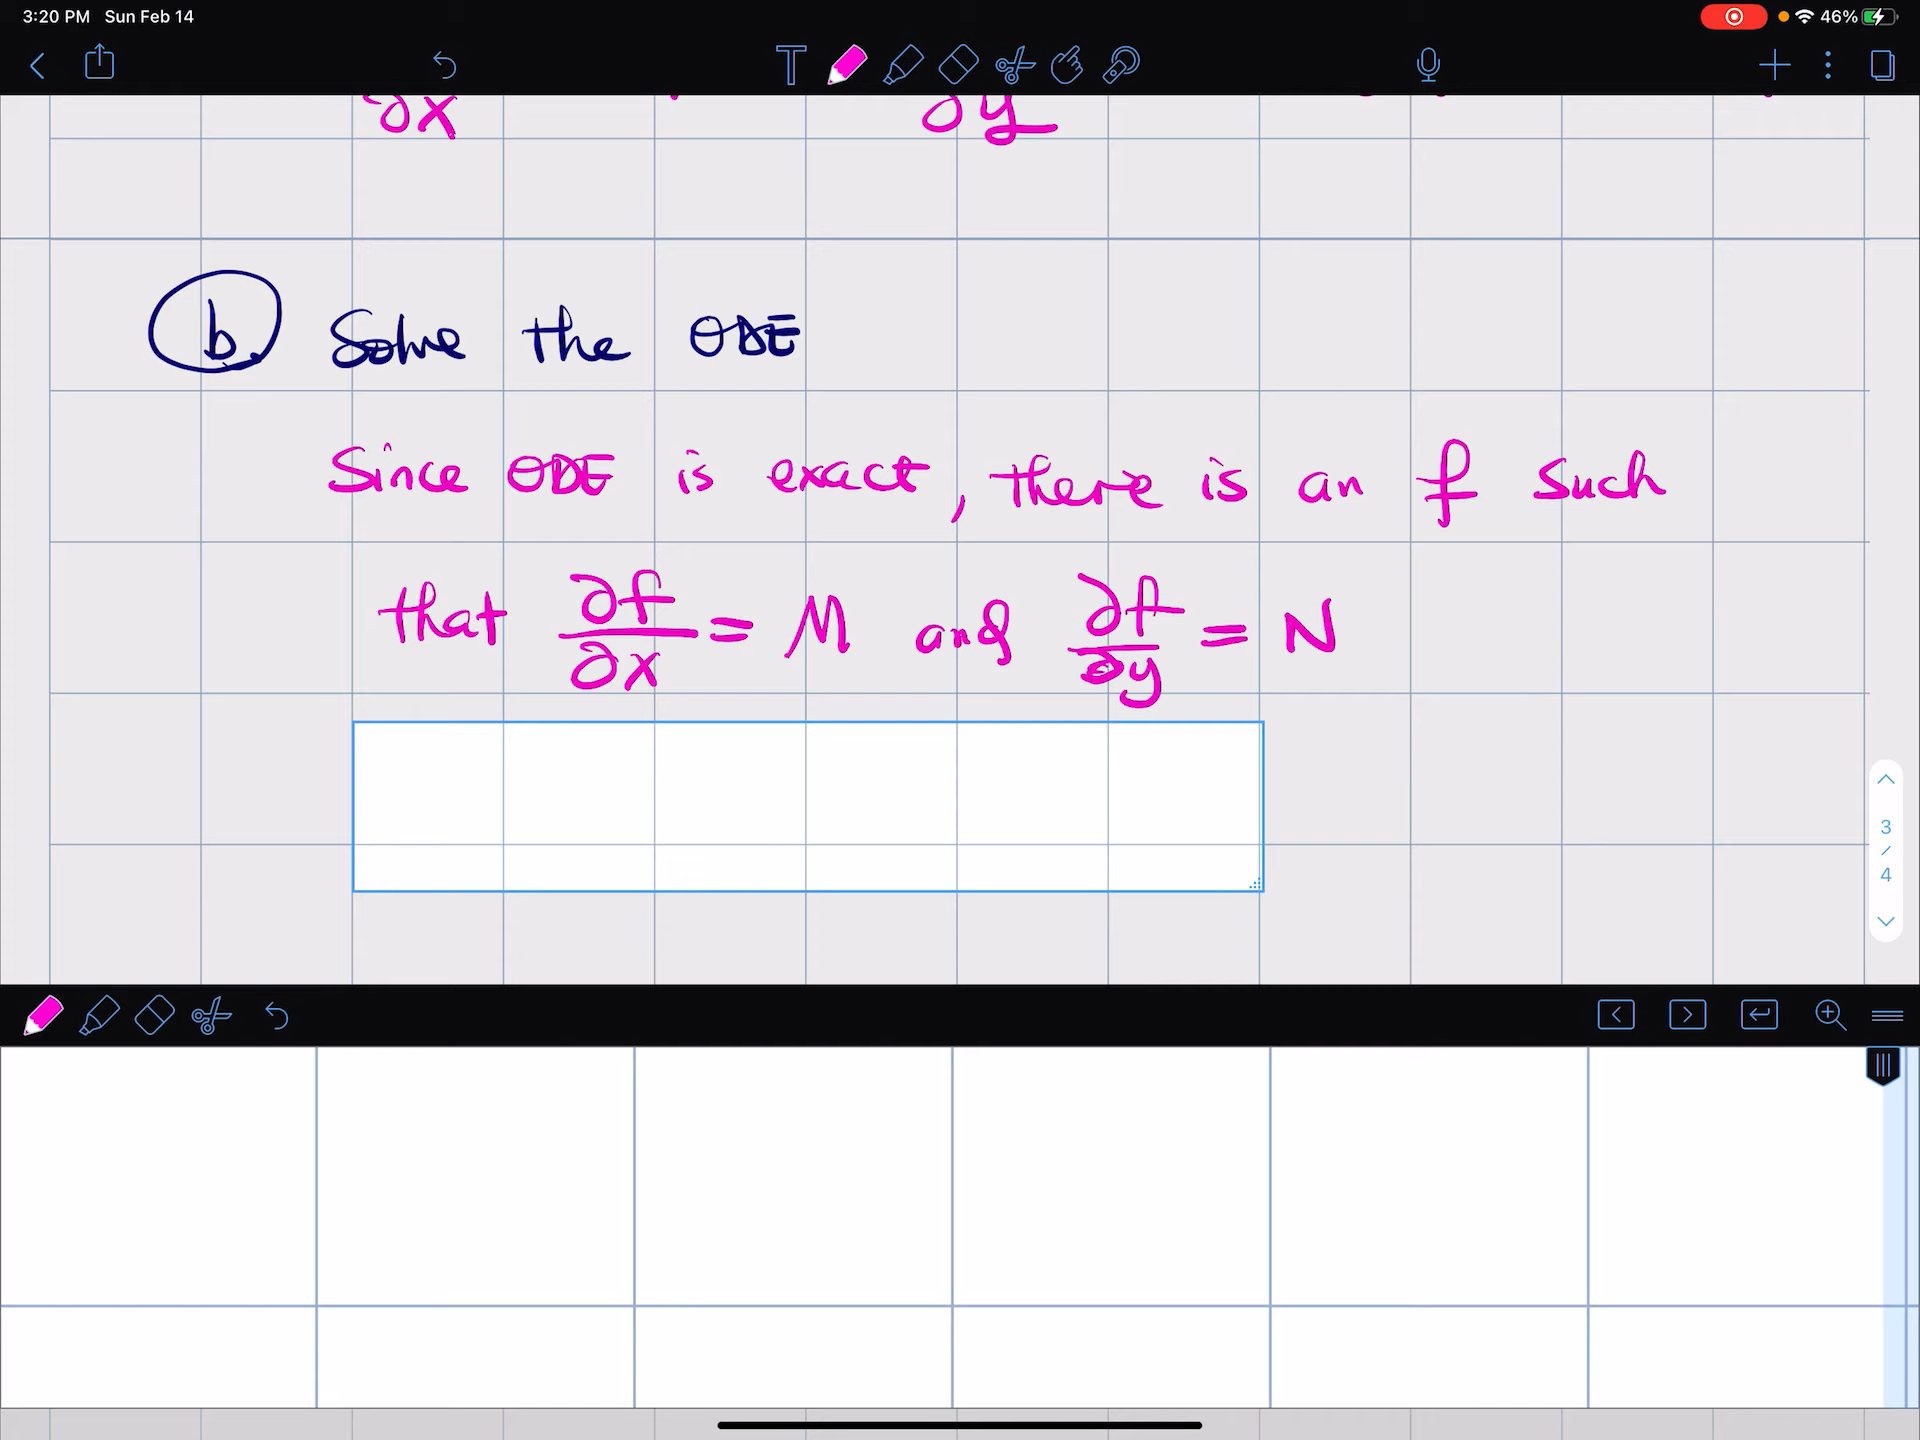 3:20 PM Sun Feb 14
46%
∂x ∂y
b. Solve the ODE
Since ODE is exact, there is an f such
that ∂f/∂x = M and ∂f/∂y = N
3
/
4